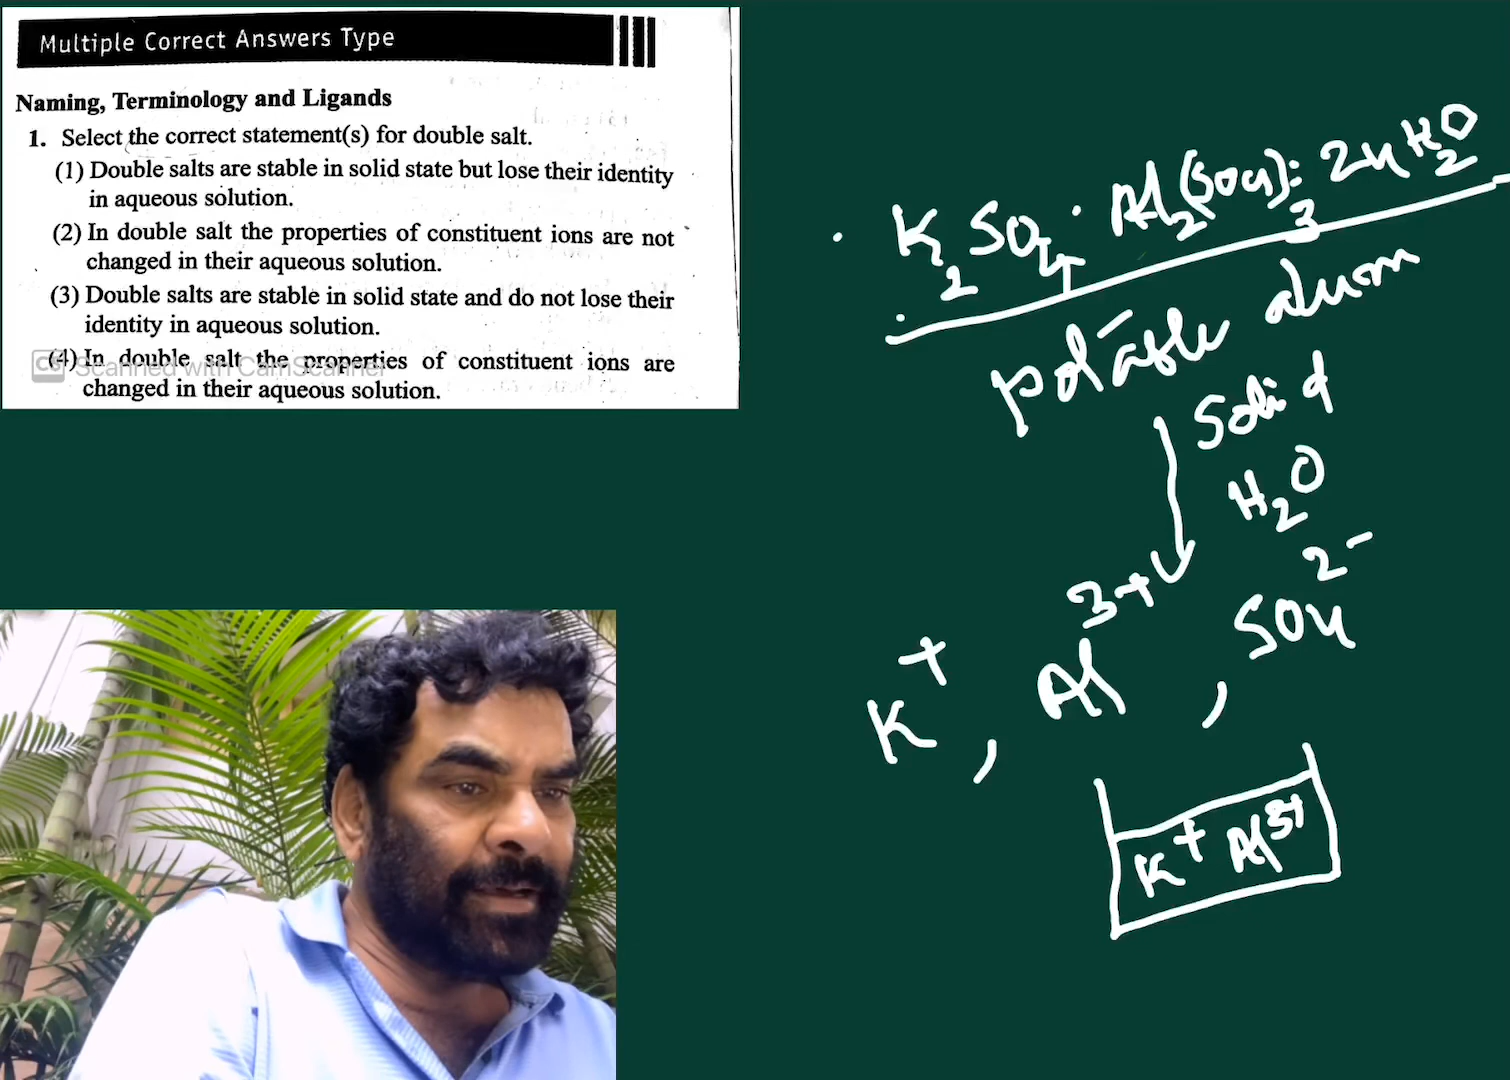 Multiple Correct Answers Type
Naming, Terminology and Ligands
1. Select the correct statement(s) for double salt.
(1) Double salts are stable in solid state but lose their identity
in aqueous solution.
(2) In double salt the properties of constituent ions are not
changed in their aqueous solution.
(3) Double salts are stable in solid state and do not lose their
identity in aqueous solution.
(4) In double salt the properties of constituent ions are
changed in their aqueous solution.
CS Scanned with CamScanner
K2SO4 · Al2(SO4)3 · 24H2O
alum
Solid
H2O
K+ , Al3+ , SO4 2-
K+ Al3+